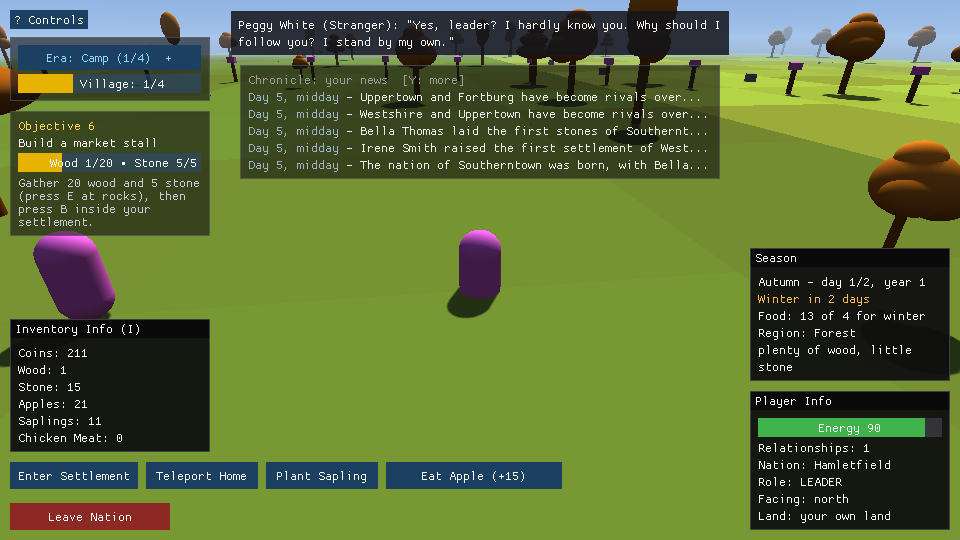 ? Controls
Era: Camp (1/4) +
Village: 1/4
Objective 6
Build a market stall
Wood 1/20 • Stone 5/5
Gather 20 wood and 5 stone
(press E at rocks), then
press B inside your
settlement.
Peggy White (Stranger): "Yes, leader? I hardly know you. Why should I
follow you? I stand by my own."
Chronicle: your news [Y: more]
Day 5, midday – Uppertown and Fortburg have become rivals over...
Day 5, midday – Westshire and Uppertown have become rivals over...
Day 5, midday – Bella Thomas laid the first stones of Southernt...
Day 5, midday – Irene Smith raised the first settlement of West...
Day 5, midday – The nation of Southerntown was born, with Bella...
Inventory Info (I)
Coins: 211
Wood: 1
Stone: 15
Apples: 21
Saplings: 11
Chicken Meat: 0
Season
Autumn – day 1/2, year 1
Winter in 2 days
Food: 13 of 4 for winter
Region: Forest
plenty of wood, little
stone
Player Info
Energy 90
Relationships: 1
Nation: Hamletfield
Role: LEADER
Facing: north
Land: your own land
Enter Settlement
Teleport Home
Plant Sapling
Eat Apple (+15)
Leave Nation